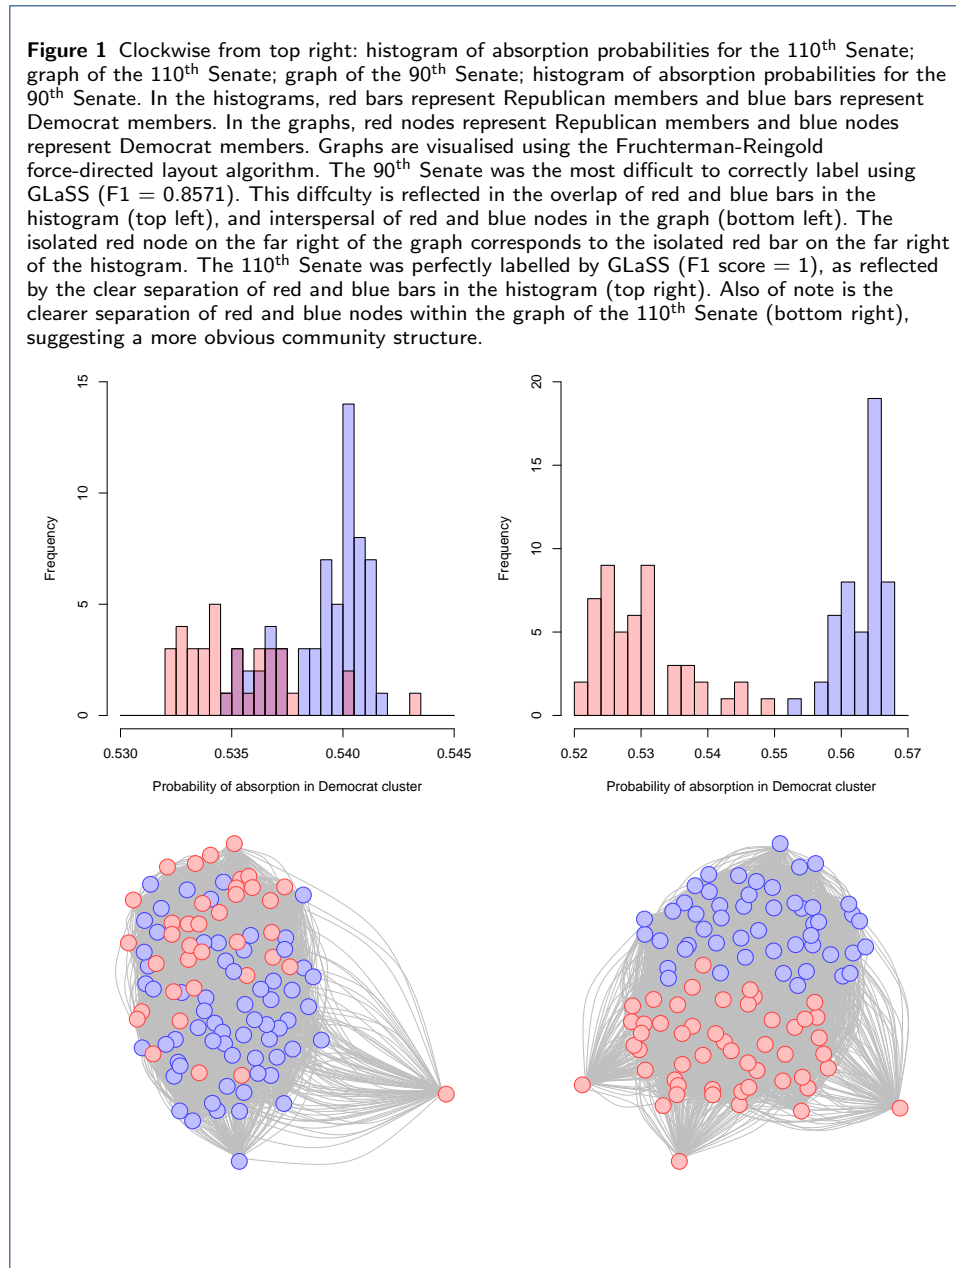 Figure 1 Clockwise from top right: histogram of absorption probabilities for the 110th Senate;
graph of the 110th Senate; graph of the 90th Senate; histogram of absorption probabilities for the
90th Senate. In the histograms, red bars represent Republican members and blue bars represent
Democrat members. In the graphs, red nodes represent Republican members and blue nodes
represent Democrat members. Graphs are visualised using the Fruchterman-Reingold
force-directed layout algorithm. The 90th Senate was the most difficult to correctly label using
GLaSS (F1 = 0.8571). This diffculty is reflected in the overlap of red and blue bars in the
histogram (top left), and interspersal of red and blue nodes in the graph (bottom left). The
isolated red node on the far right of the graph corresponds to the isolated red bar on the far right
of the histogram. The 110th Senate was perfectly labelled by GLaSS (F1 score = 1), as reflected
by the clear separation of red and blue bars in the histogram (top right). Also of note is the
clearer separation of red and blue nodes within the graph of the 110th Senate (bottom right),
suggesting a more obvious community structure.
15
10
5
0
Frequency
0.530 0.535 0.540 0.545
Probability of absorption in Democrat cluster
20
15
10
5
0
Frequency
0.52 0.53 0.54 0.55 0.56 0.57
Probability of absorption in Democrat cluster